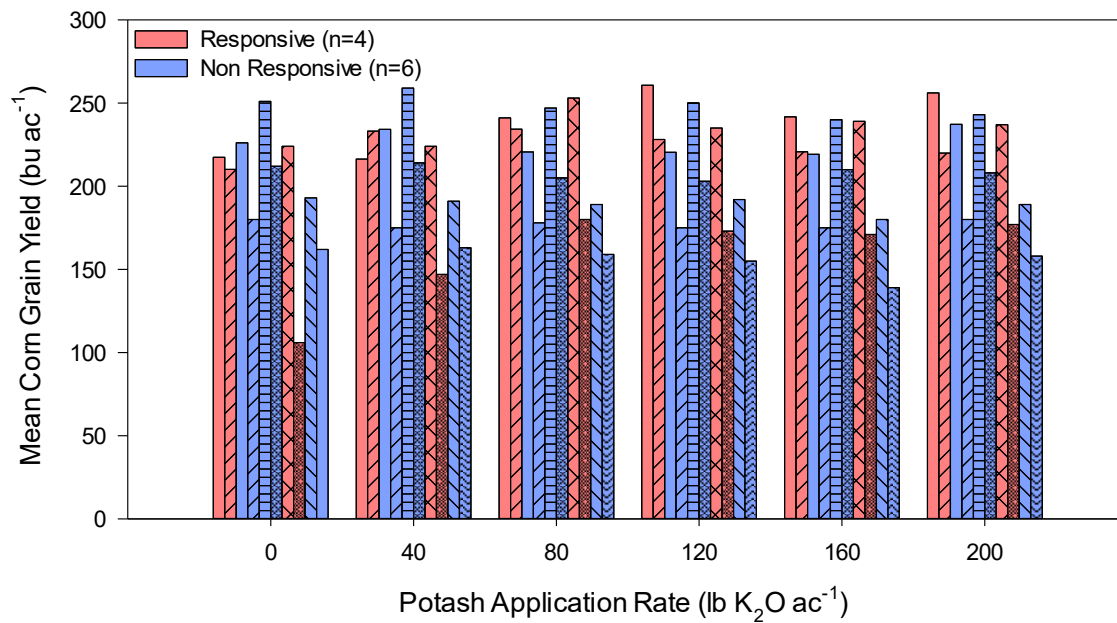 300
250
200
150
100
50
0
Mean Corn Grain Yield (bu ac⁻¹)
Responsive (n=4)
Non Responsive (n=6)
0 40 80 120 160 200
Potash Application Rate (lb K₂O ac⁻¹)